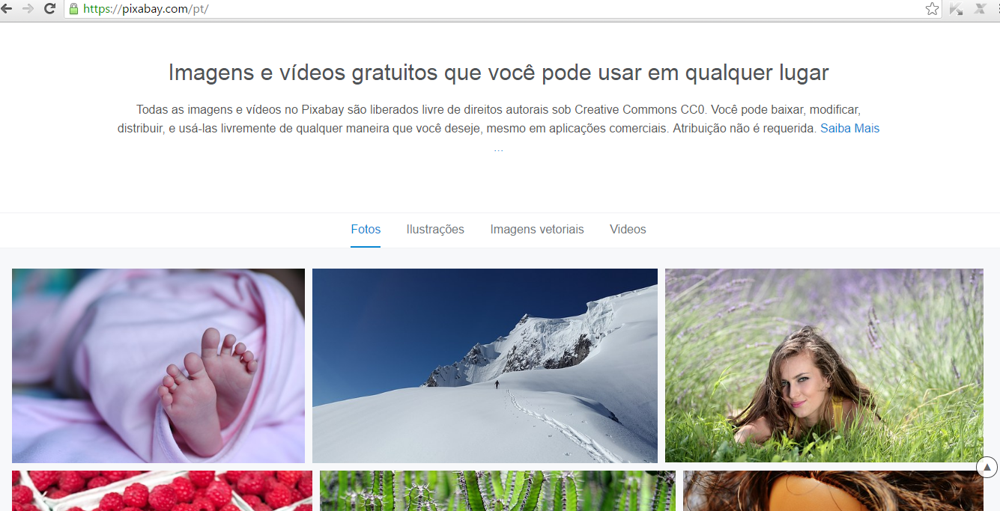 https://pixabay.com/pt/
Imagens e vídeos gratuitos que você pode usar em qualquer lugar
Todas as imagens e vídeos no Pixabay são liberados livre de direitos autorais sob Creative Commons CC0. Você pode baixar, modificar,
distribuir, e usá-las livremente de qualquer maneira que você deseje, mesmo em aplicações comerciais. Atribuição não é requerida. Saiba Mais
...
Fotos Ilustrações Imagens vetoriais Videos